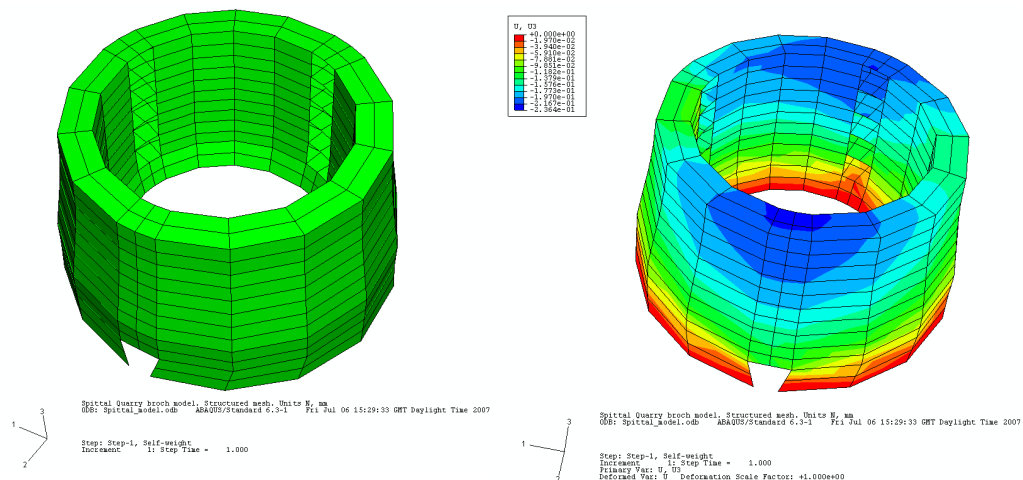 U, U3
+0.000e+00
-1.970e-02
-3.940e-02
-5.910e-02
-7.881e-02
-9.851e-02
-1.182e-01
-1.379e-01
-1.576e-01
-1.773e-01
-1.970e-01
-2.167e-01
-2.364e-01
3
1
2
Spittal Quarry broch model. Structured mesh. Units N, mm
ODB: Spittal_model.odb ABAQUS/Standard 6.3-1 Fri Jul 06 15:29:33 GMT Daylight Time 2007
Step: Step-1, Self-weight
Increment 1: Step Time = 1.000
3
1
2
Spittal Quarry broch model. Structured mesh. Units N, mm
ODB: Spittal_model.odb ABAQUS/Standard 6.3-1 Fri Jul 06 15:29:33 GMT Daylight Time 2007
Step: Step-1, Self-weight
Increment 1: Step Time = 1.000
Primary Var: U, U3
Deformed Var: U Deformation Scale Factor: +1.000e+00